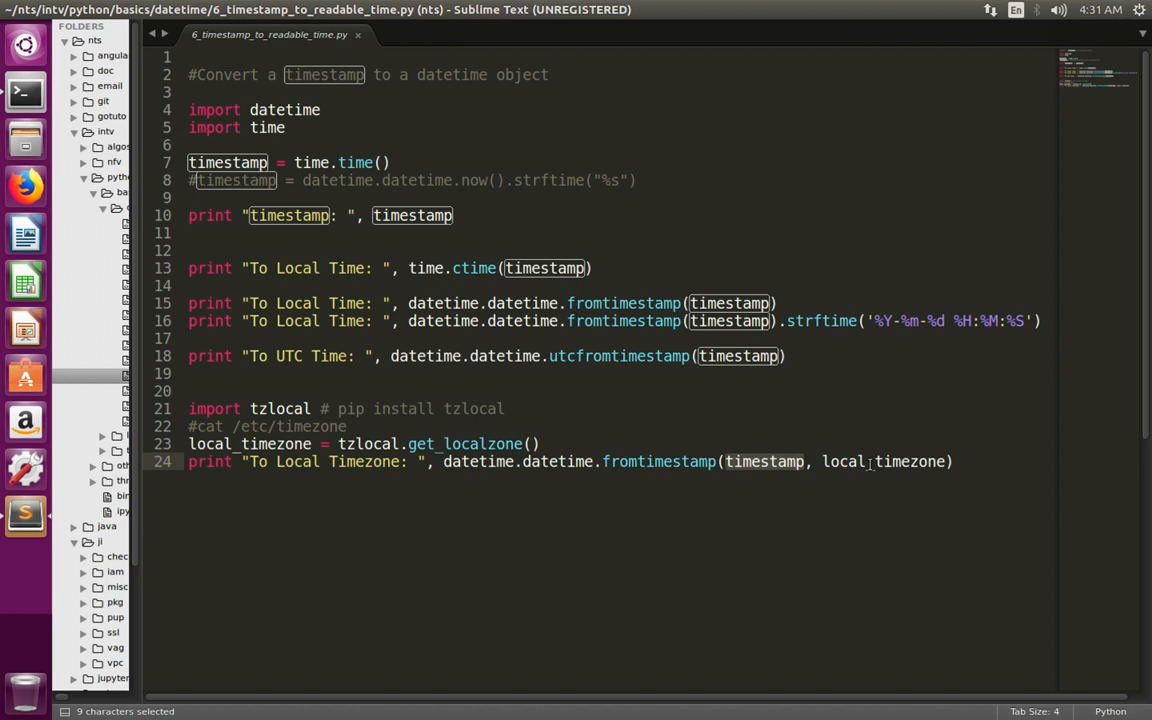 ~/nts/intv/python/basics/datetime/6_timestamp_to_readable_time.py (nts) - Sublime Text (UNREGISTERED)
En
4:31 AM
FOLDERS
nts
angula
doc
email
git
gotuto
intv
algos
nfv
pyth
ba
oth
thr
bin
ipy
java
ji
chec
iam
misc
pkg
pup
ssl
vag
vpc
jupyter
6_timestamp_to_readable_time.py ×
1
2 #Convert a timestamp to a datetime object
3
4 import datetime
5 import time
6
7 timestamp = time.time()
8 #timestamp = datetime.datetime.now().strftime("%s")
9
10 print "timestamp: ", timestamp
11
12
13 print "To Local Time: ", time.ctime(timestamp)
14
15 print "To Local Time: ", datetime.datetime.fromtimestamp(timestamp)
16 print "To Local Time: ", datetime.datetime.fromtimestamp(timestamp).strftime('%Y-%m-%d %H:%M:%S')
17
18 print "To UTC Time: ", datetime.datetime.utcfromtimestamp(timestamp)
19
20
21 import tzlocal # pip install tzlocal
22 #cat /etc/timezone
23 local_timezone = tzlocal.get_localzone()
24 print "To Local Timezone: ", datetime.datetime.fromtimestamp(timestamp, local_timezone)
9 characters selected
Tab Size: 4
Python